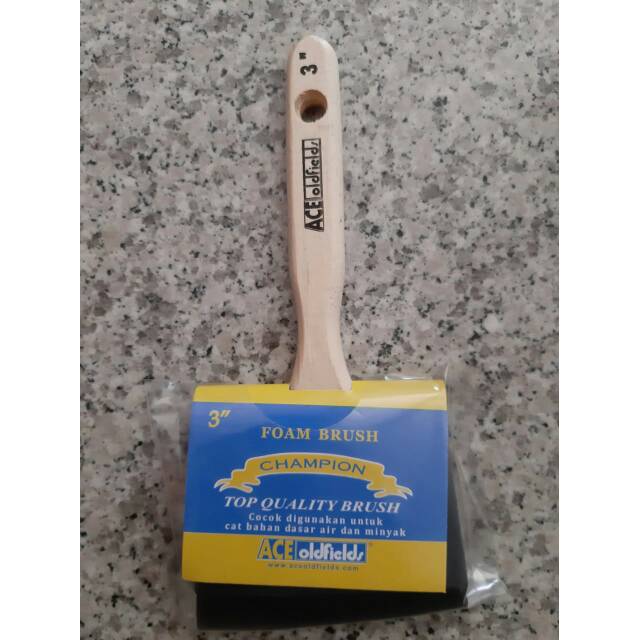 3"
ACE oldfields
3"
FOAM BRUSH
CHAMPION
TOP QUALITY BRUSH
Cocok digunakan untuk
cat bahan dasar air dan minyak
ACE oldfields®
www.aceoldfields.com